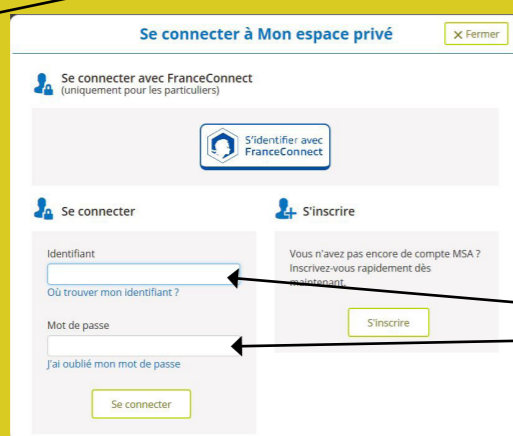 Se connecter à Mon espace privé
× Fermer
Se connecter avec FranceConnect
(uniquement pour les particuliers)
S'identifier avec
FranceConnect
Se connecter
Identifiant
Où trouver mon identifiant ?
Mot de passe
J'ai oublié mon mot de passe
Se connecter
S'inscrire
Vous n'avez pas encore de compte MSA ?
Inscrivez-vous rapidement dès
maintenant.
S'inscrire